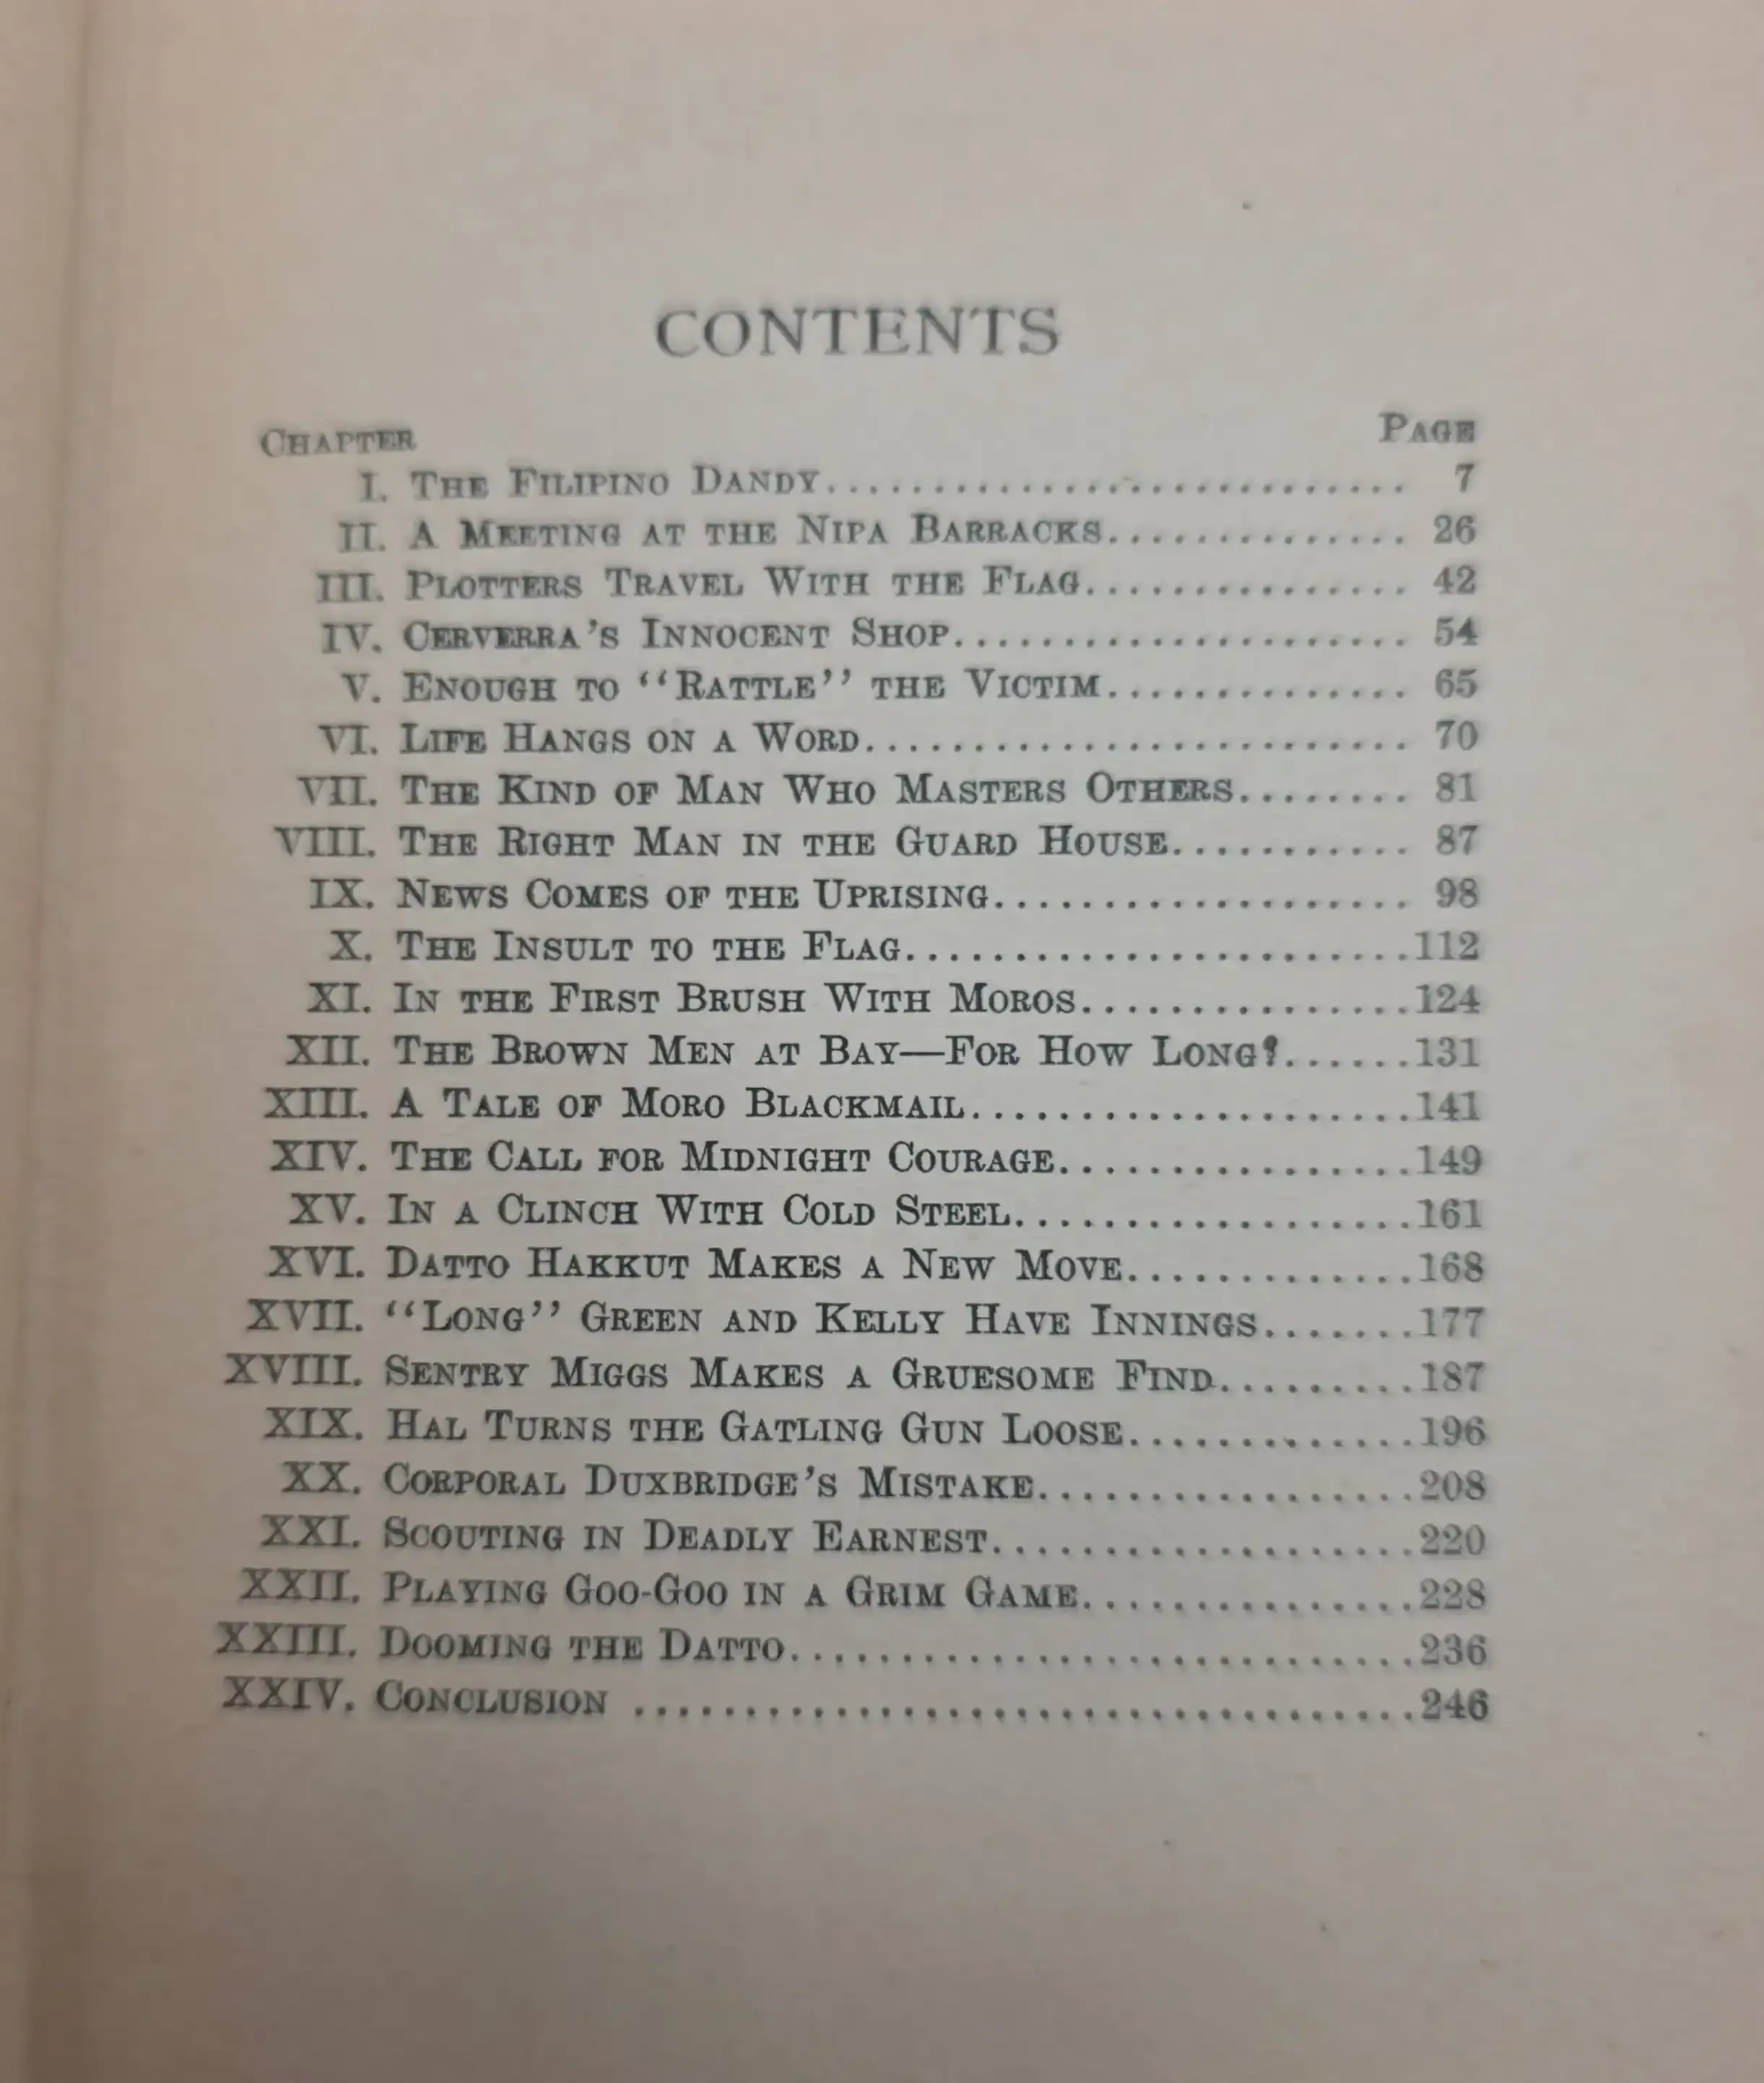 CONTENTS
CHAPTER PAGE
I. THE FILIPINO DANDY............................. 7
II. A MEETING AT THE NIPA BARRACKS.............. 26
III. PLOTTERS TRAVEL WITH THE FLAG............... 42
IV. CERVERRA'S INNOCENT SHOP..................... 54
V. ENOUGH TO "RATTLE" THE VICTIM.............. 65
VI. LIFE HANGS ON A WORD......................... 70
VII. THE KIND OF MAN WHO MASTERS OTHERS........ 81
VIII. THE RIGHT MAN IN THE GUARD HOUSE........... 87
IX. NEWS COMES OF THE UPRISING................... 98
X. THE INSULT TO THE FLAG.......................112
XI. IN THE FIRST BRUSH WITH MOROS...............124
XII. THE BROWN MEN AT BAY—FOR HOW LONG?......131
XIII. A TALE OF MORO BLACKMAIL....................141
XIV. THE CALL FOR MIDNIGHT COURAGE................149
XV. IN A CLINCH WITH COLD STEEL..................161
XVI. DATTO HAKKUT MAKES A NEW MOVE.............168
XVII. "LONG" GREEN AND KELLY HAVE INNINGS.......177
XVIII. SENTRY MIGGS MAKES A GRUESOME FIND.........187
XIX. HAL TURNS THE GATLING GUN LOOSE.............196
XX. CORPORAL DUXBRIDGE'S MISTAKE.................208
XXI. SCOUTING IN DEADLY EARNEST...................220
XXII. PLAYING GOO-GOO IN A GRIM GAME...............228
XXIII. DOOMING THE DATTO............................236
XXIV. CONCLUSION ...................................246